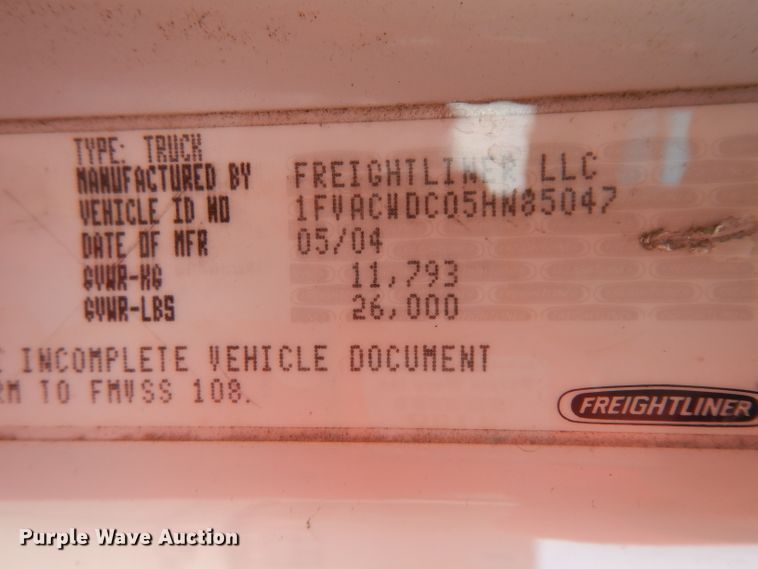 TYPE: TRUCK
MANUFACTURED BY FREIGHTLINER LLC
VEHICLE ID NO 1FVACWDC05HN85047
DATE OF MFR 05/04
GVWR-KG 11,793
GVWR-LBS 26,000
E INCOMPLETE VEHICLE DOCUMENT
RM TO FMVSS 108.
FREIGHTLINER
Purple Wave Auction